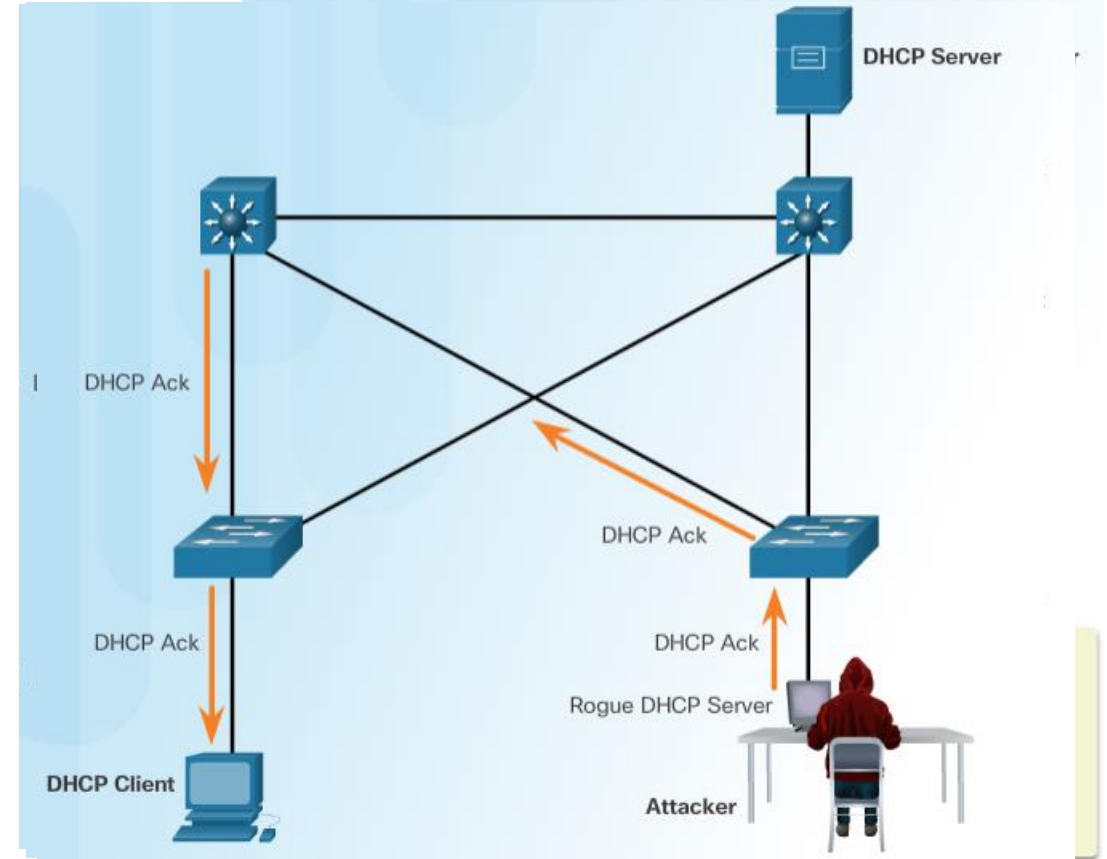 DHCP Server
DHCP Ack
DHCP Ack
DHCP Ack
DHCP Ack
Rogue DHCP Server
DHCP Client
Attacker